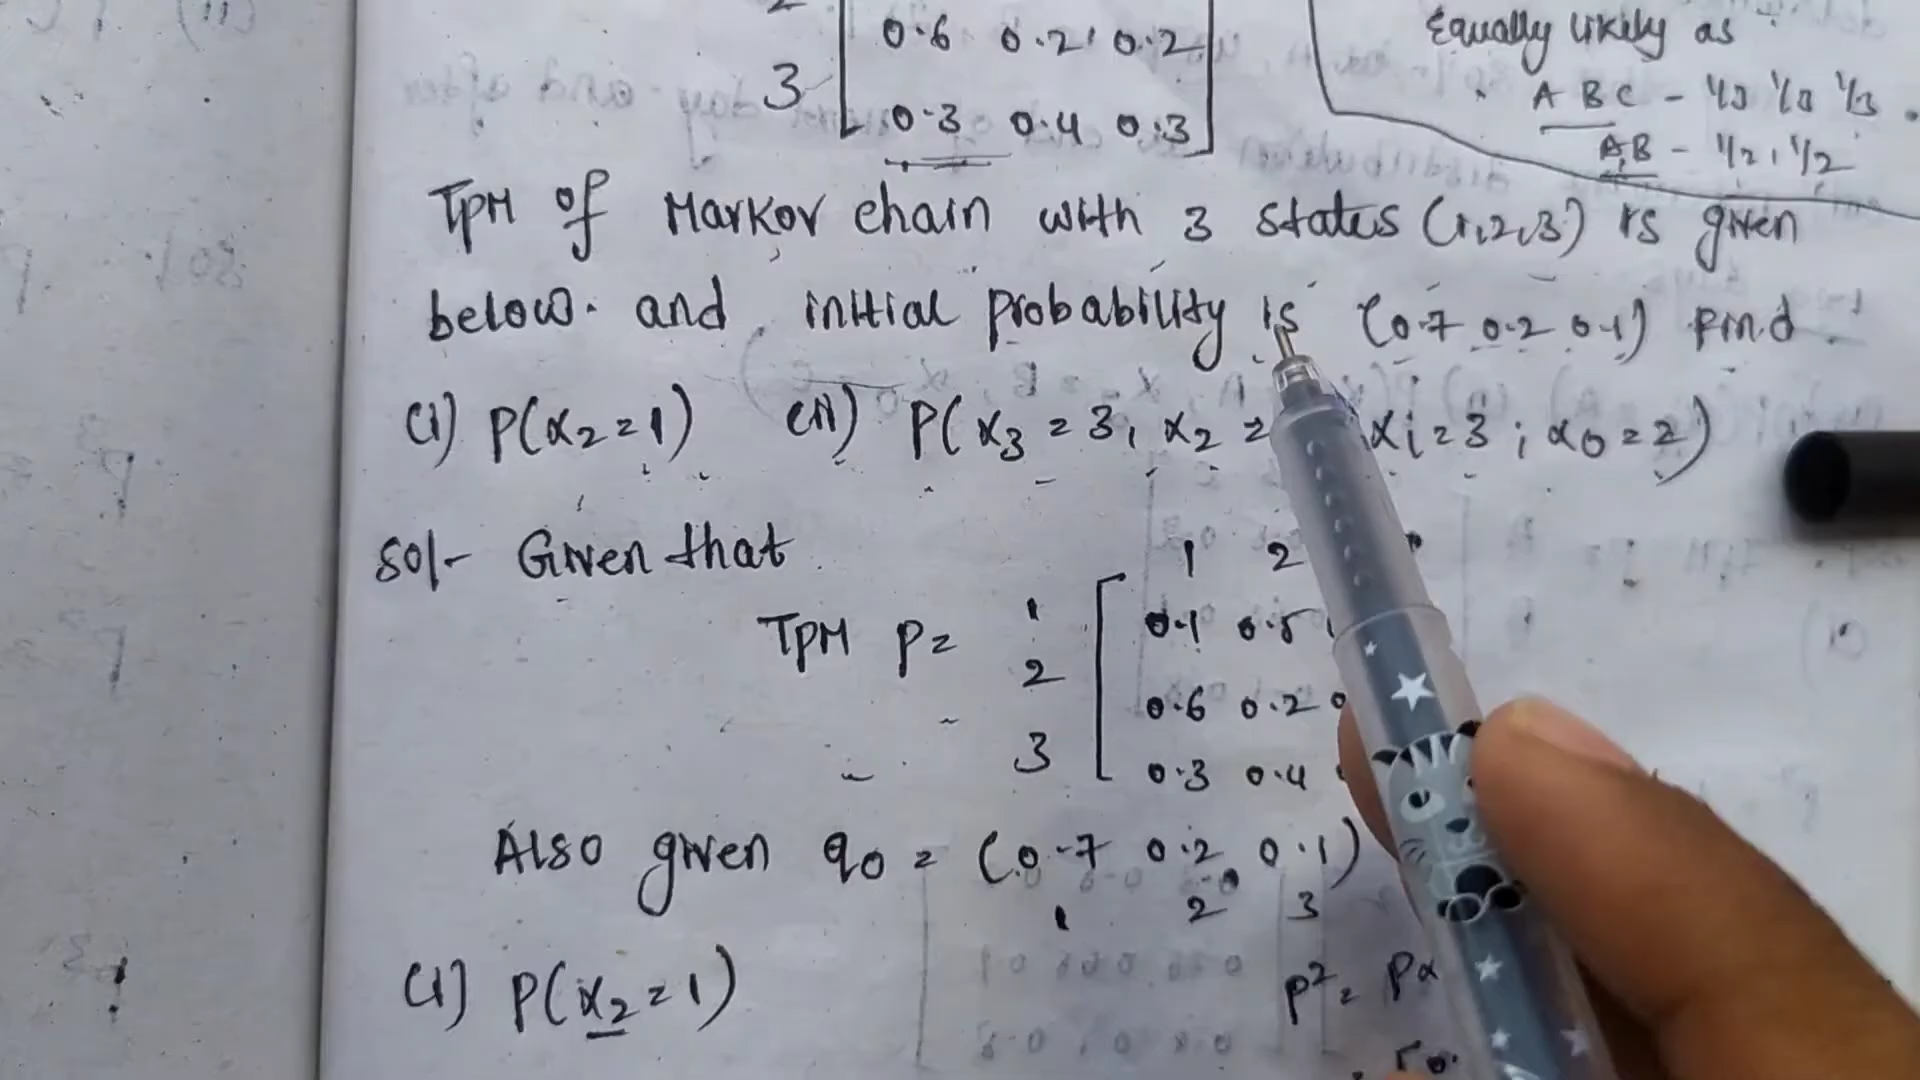 0.6 0.2 0.2
3
0.3 0.4 0.3
Equally likely as
A B C - 1/3 1/3 1/3
A,B - 1/2, 1/2
TPM of Markov chain with 3 states (1,2,3) is given
below. and initial probability is (0.7 0.2 0.1) Find
(i) P(x₂=1) (ii) P(x₃=3, x₂= x₁=3, x₀=2)
Sol- Given that
1 2
TPM P= 1 0.1 0.5
2 0.6 0.2 0
3 0.3 0.4
Also given q₀ = (0.7 0.2 0.1)
1 2 3
(i) P(x₂=1)
P² = P×